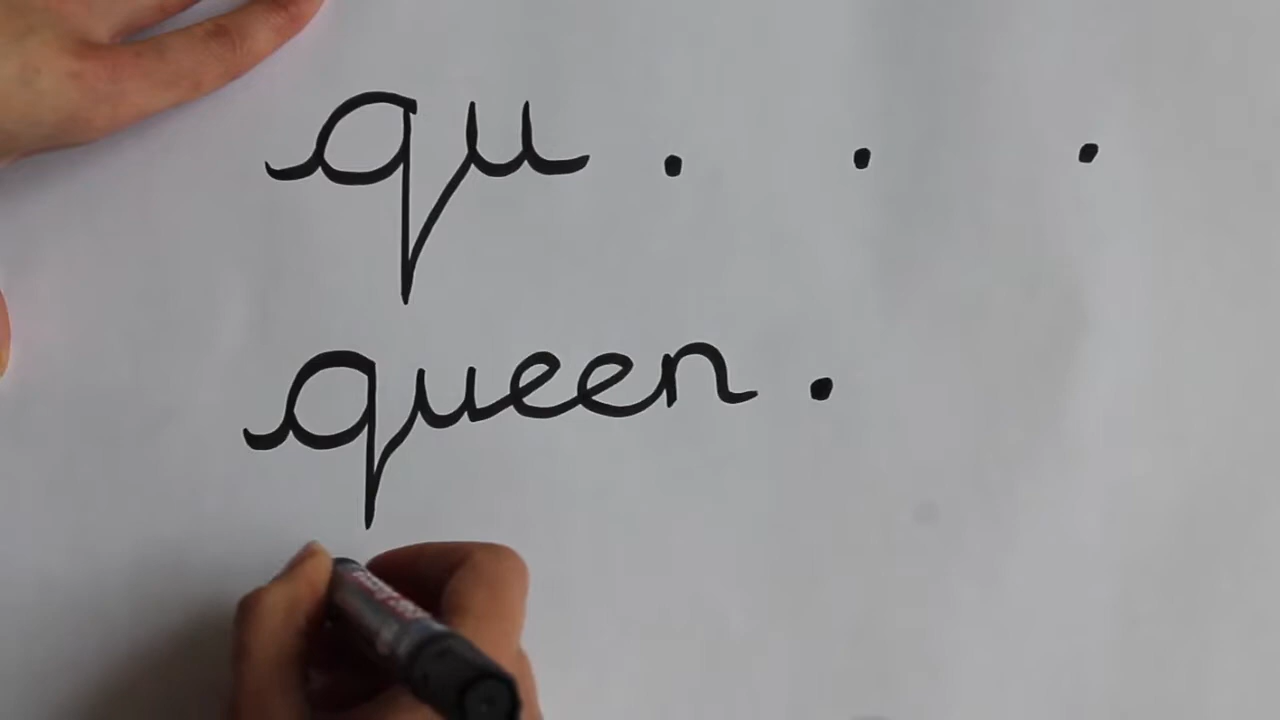 qu . . .
queen .